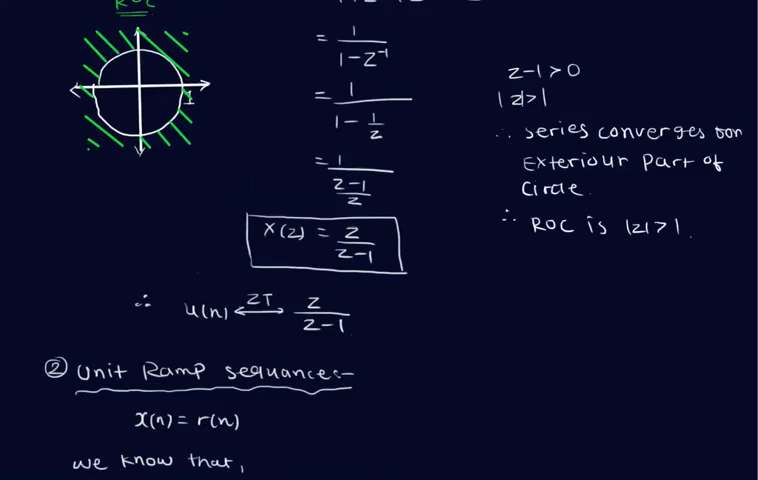 ROC
1
= 1 / (1 - z⁻¹)
= 1 / (1 - 1/z)
= 1 / ((z-1)/z)
X(z) = z / (z-1)
∴ u(n) <-ZT-> z / (z-1)
z-1 > 0
|z| > 1
∴ Series converges oon
Exteriour Part of
Circle.
∴ ROC is |z| > 1.
② Unit Ramp sequance:-
x(n) = r(n)
we know that,